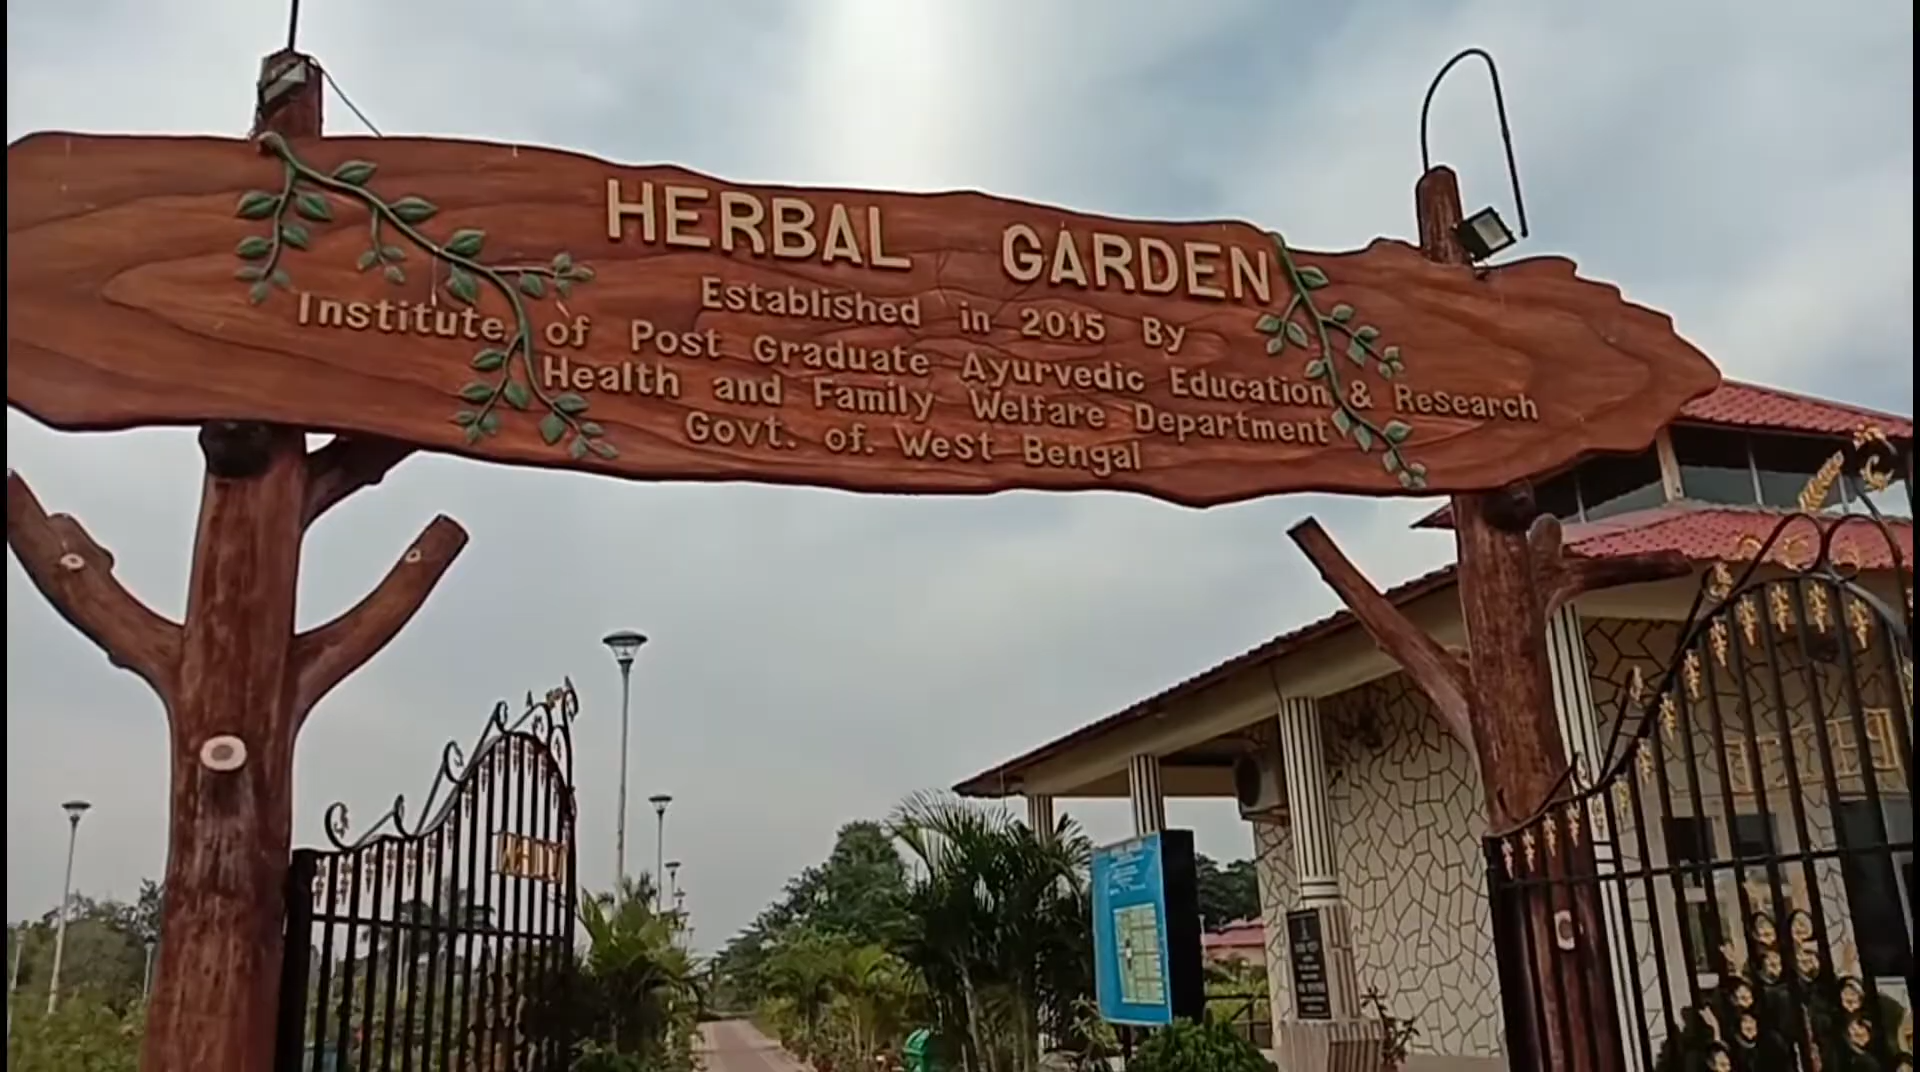 HERBAL GARDEN
Established in 2015 By
Institute of Post Graduate Ayurvedic Education & Research
Health and Family Welfare Department
Govt. of. West Bengal